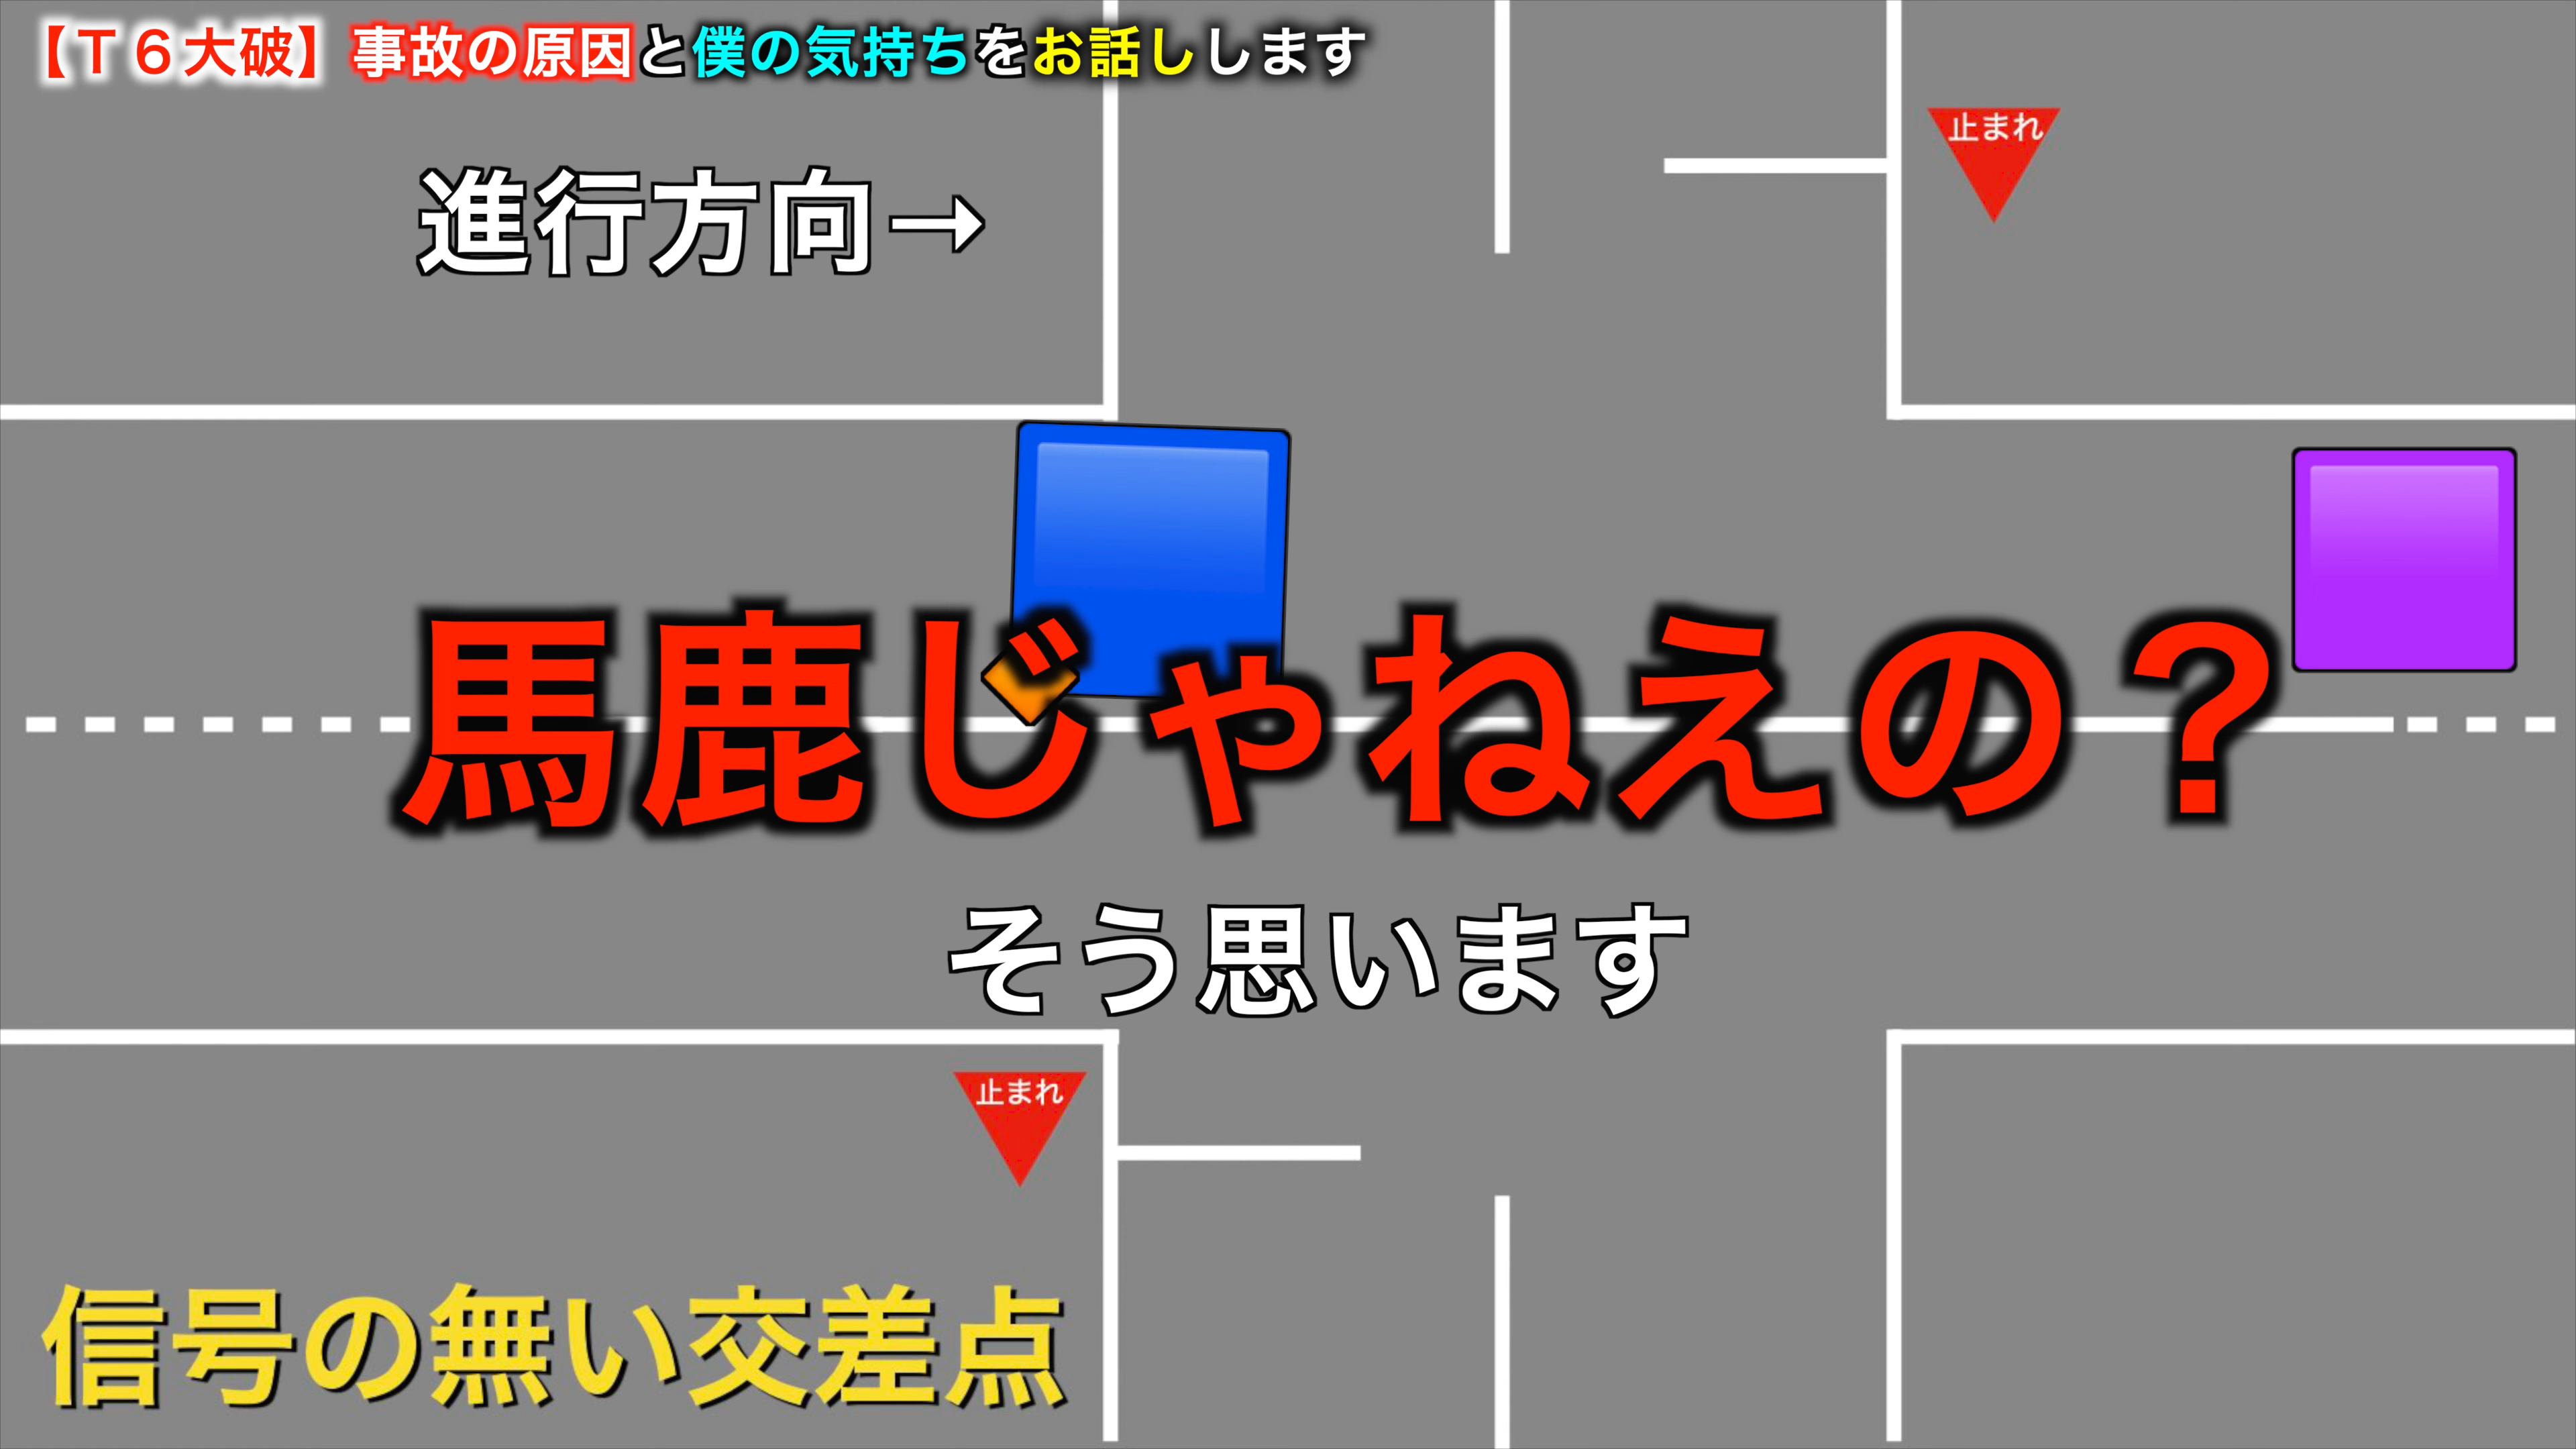 【Ｔ６大破】事故の原因と僕の気持ちをお話しします
止まれ
進行方向→
馬鹿じゃねえの？
そう思います
止まれ
信号の無い交差点